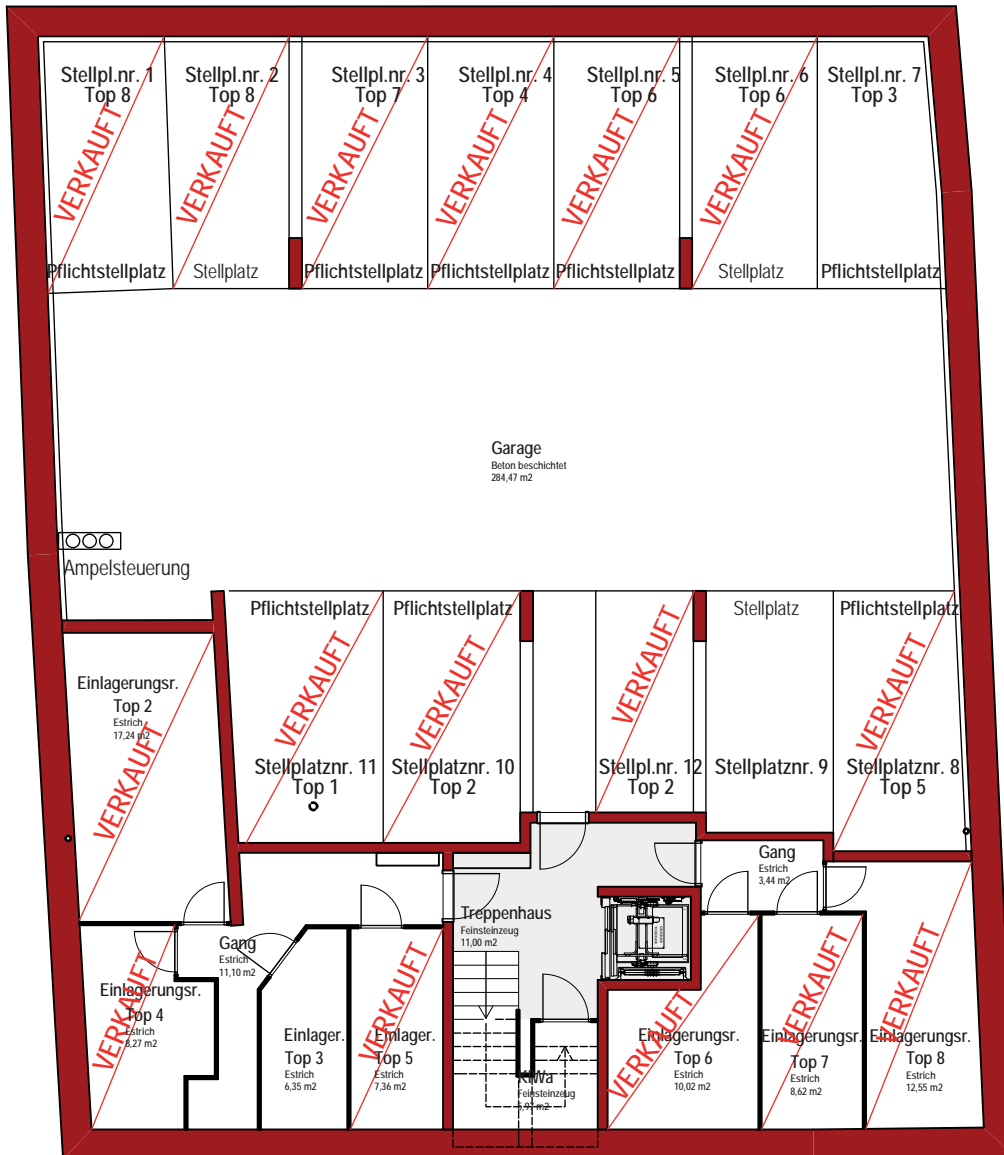 Stellpl.nr. 1
Top 8
VERKAUFT
Pflichtstellplatz
Stellpl.nr. 2
Top 8
VERKAUFT
Stellplatz
Stellpl.nr. 3
Top 7
VERKAUFT
Pflichtstellplatz
Stellpl.nr. 4
Top 4
VERKAUFT
Pflichtstellplatz
Stellpl.nr. 5
Top 6
VERKAUFT
Pflichtstellplatz
Stellpl.nr. 6
Top 6
VERKAUFT
Stellplatz
Stellpl.nr. 7
Top 3
Pflichtstellplatz
Garage
Beton beschichtet
284,47 m2
Ampelsteuerung
Einlagerungsr.
Top 2
Estrich
17,24 m2
VERKAUFT
Pflichtstellplatz
VERKAUFT
Stellplatznr. 11
Top 1
Pflichtstellplatz
VERKAUFT
Stellplatznr. 10
Top 2
VERKAUFT
Stellpl.nr. 12
Top 2
Stellplatz
Stellplatznr. 9
Pflichtstellplatz
VERKAUFT
Stellplatznr. 8
Top 5
Gang
Estrich
3,44 m2
Treppenhaus
Feinsteinzeug
11,00 m2
Gang
Estrich
11,10 m2
Einlagerungsr.
Top 4
Estrich
8,27 m2
VERKAUFT
Einlager.
Top 3
Estrich
6,35 m2
Einlager.
Top 5
Estrich
7,36 m2
VERKAUFT
KiWa
Feinsteinzeug
m2
Einlagerungsr.
Top 6
Estrich
10,02 m2
VERKAUFT
Einlagerungsr.
Top 7
Estrich
8,62 m2
VERKAUFT
Einlagerungsr.
Top 8
Estrich
12,55 m2
VERKAUFT